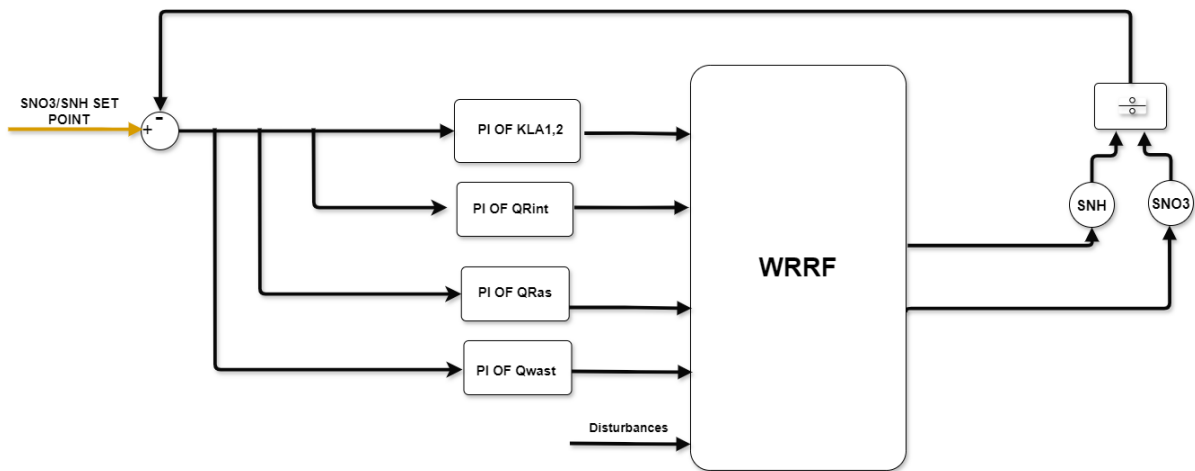 SNO3/SNH SET
POINT
-
+
PI OF KLA1,2
÷
PI OF QRint
SNH
SNO3
WRRF
PI OF QRas
PI OF Qwast
Disturbances